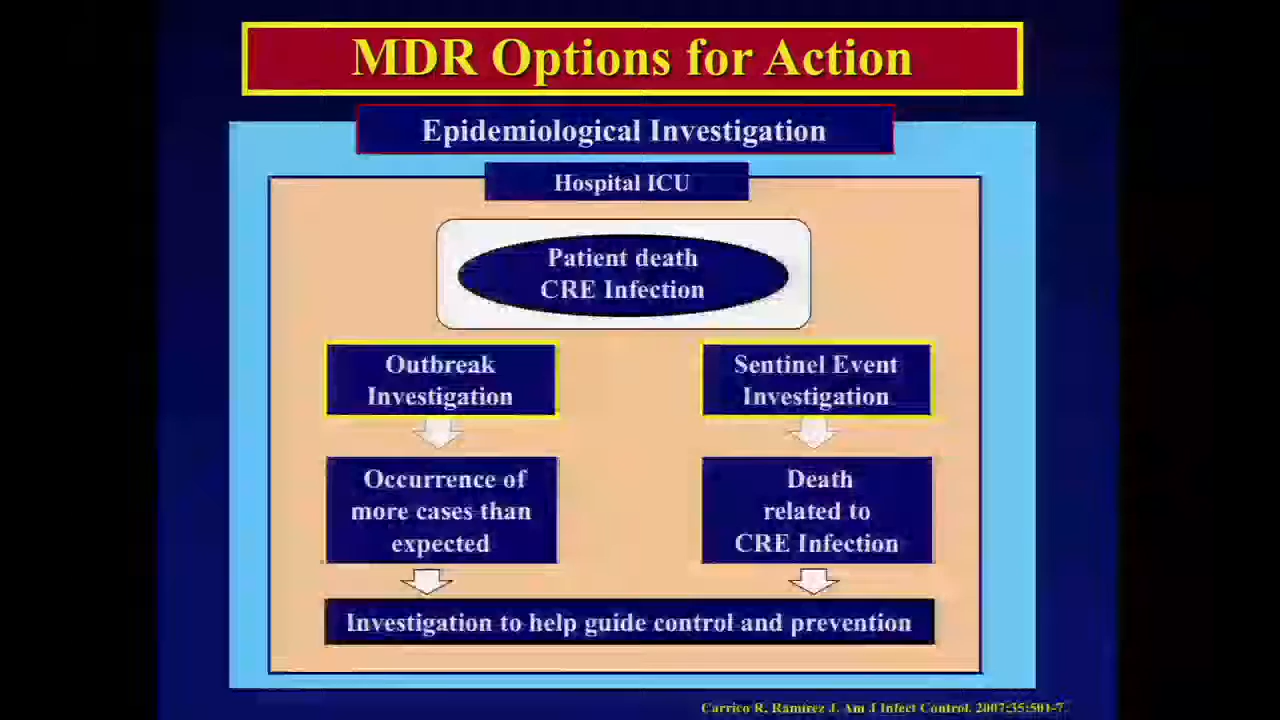 MDR Options for Action
Epidemiological Investigation
Hospital ICU
Patient death
CRE Infection
Outbreak
Investigation
Sentinel Event
Investigation
Occurrence of
more cases than
expected
Death
related to
CRE Infection
Investigation to help guide control and prevention
Carrico R, Ramirez J. Am J Infect Control. 2007:35:501-7.